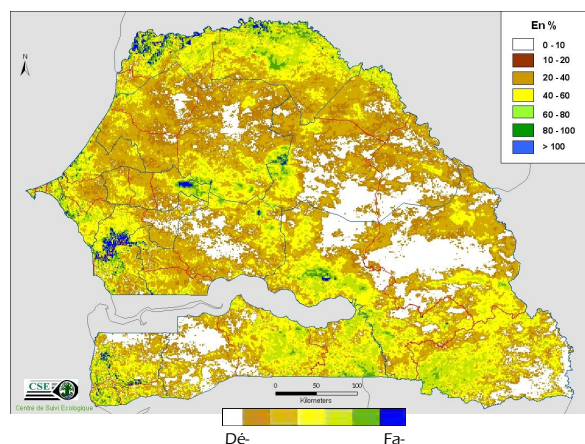 N
En %
0 - 10
10 - 20
20 - 40
40 - 60
60 - 80
80 - 100
> 100
CSE
Centre de Suivi Ecologique
0 50 100
Kilometers
Dé- Fa-